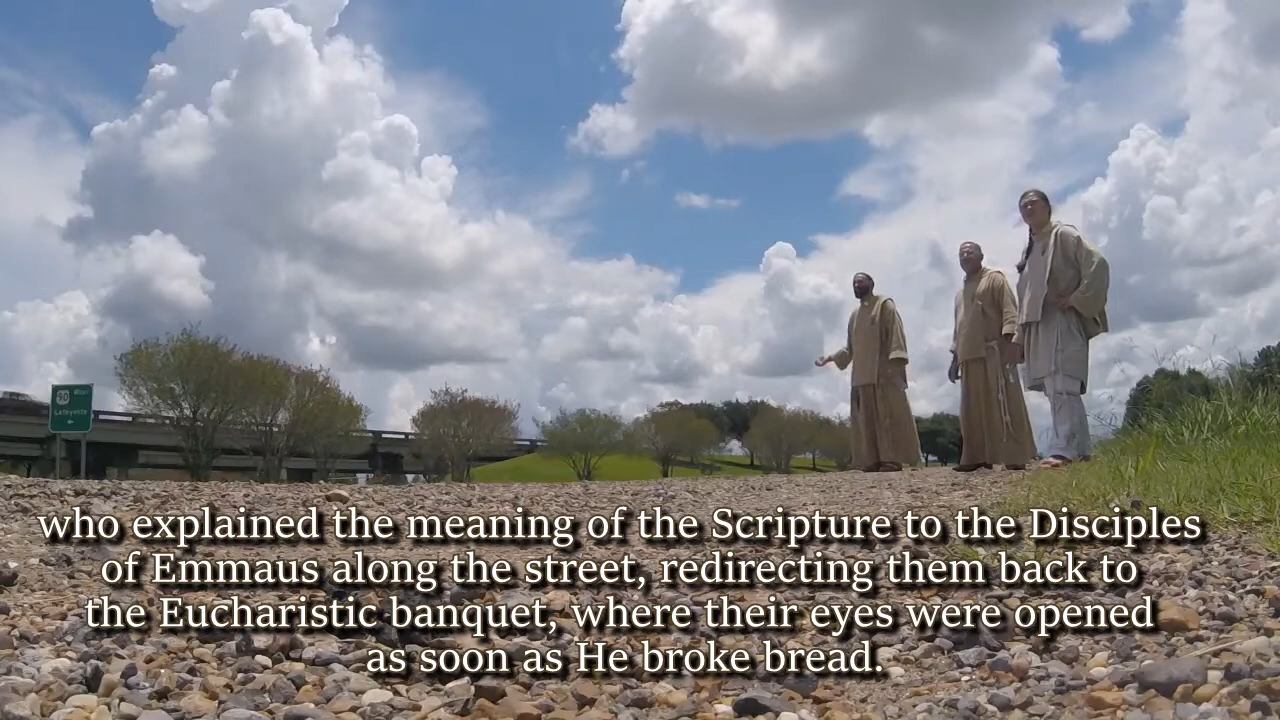 90 West
Lafayette
who explained the meaning of the Scripture to the Disciples
of Emmaus along the street, redirecting them back to
the Eucharistic banquet, where their eyes were opened
as soon as He broke bread.